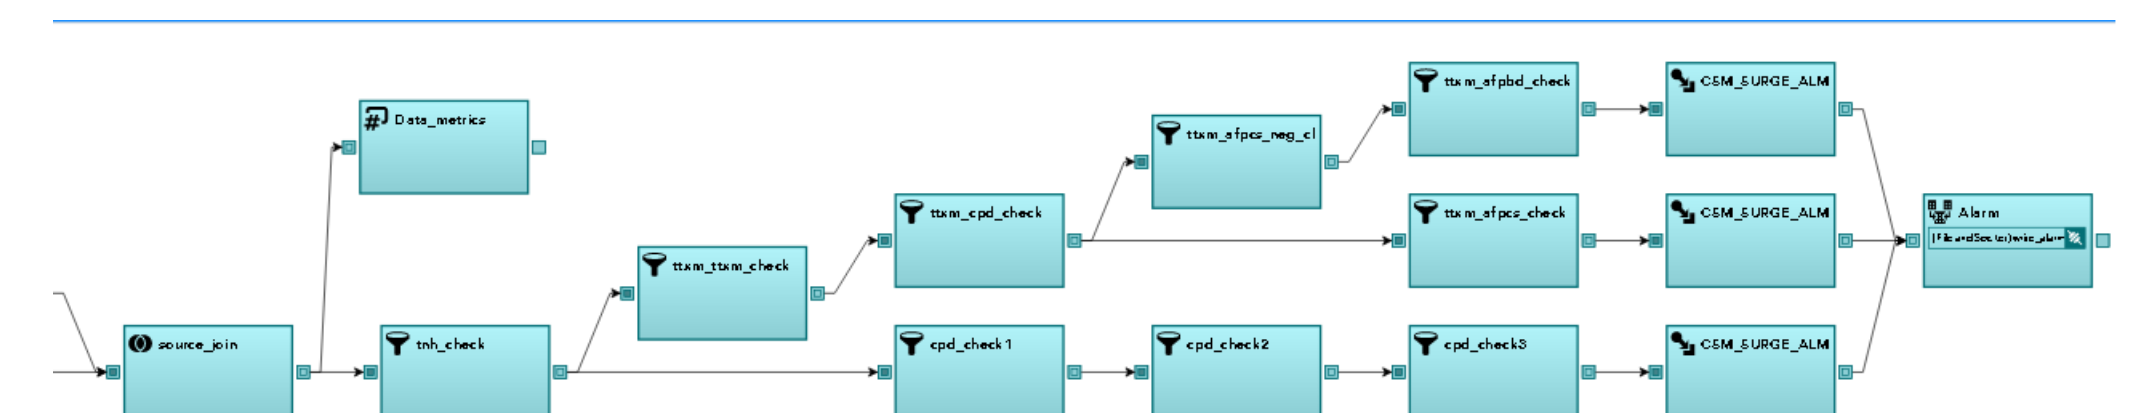 ttxm_afpbd_check
CSM_SURGE_ALM
Data_metrics
ttxm_afpcs_neg_cl
ttxm_cpd_check
ttxm_afpcs_check
CSM_SURGE_ALM
Alarm
ttxm_ttxm_check
source_join
tnh_check
cpd_check1
cpd_check2
cpd_check3
CSM_SURGE_ALM